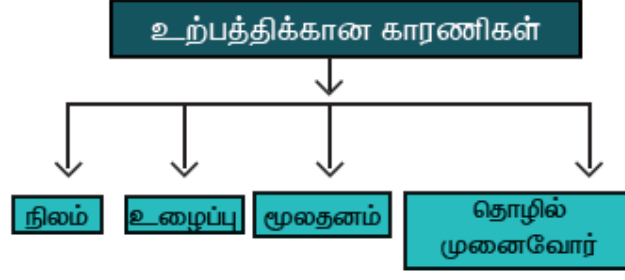 உற்பத்திக்கான காரணிகள்
நிலம்
உழைப்பு
மூலதனம்
தொழில்
முனைவோர்